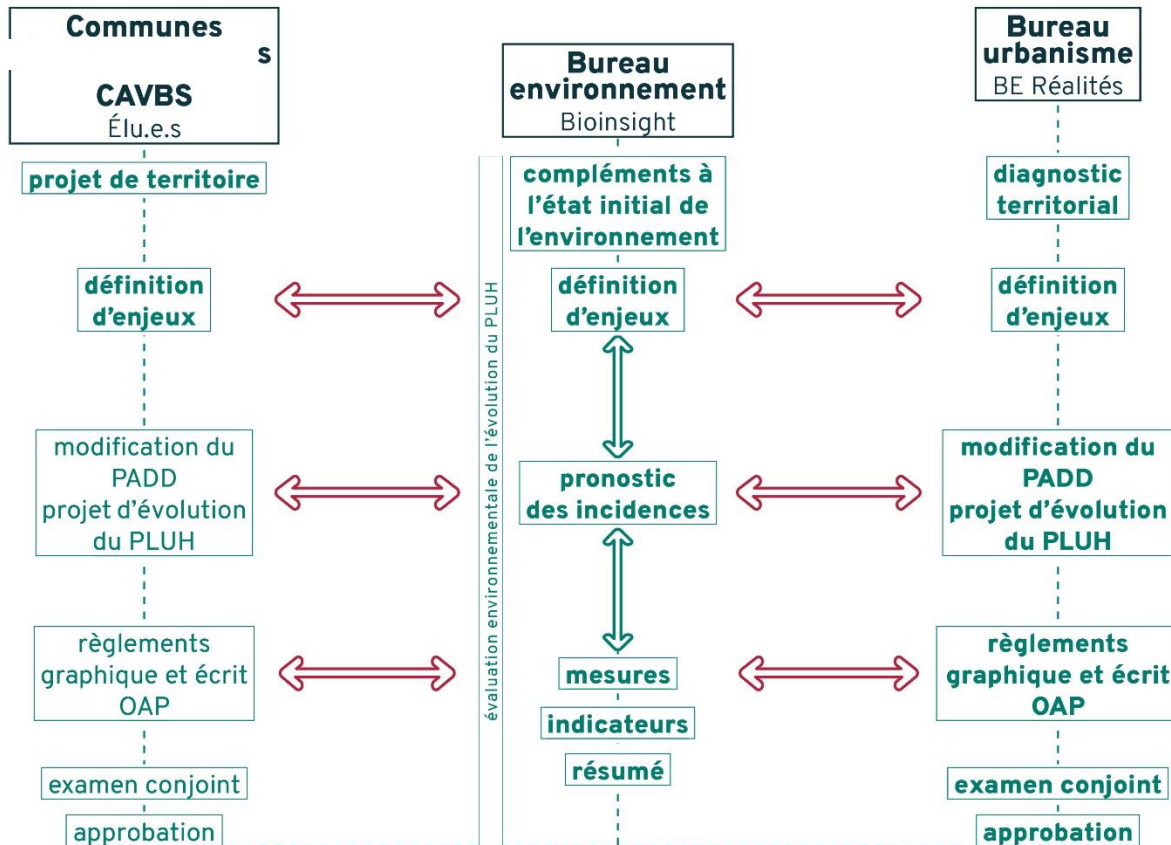 Communes
s
CAVBS
Élu.e.s
projet de territoire
définition
d'enjeux
modification du
PADD
projet d'évolution
du PLUH
règlements
graphique et écrit
OAP
examen conjoint
approbation
évaluation environnementale de l'évolution du PLUH
Bureau
environnement
Bioinsight
compléments à
l'état initial de
l'environnement
définition
d'enjeux
pronostic
des incidences
mesures
indicateurs
résumé
Bureau
urbanisme
BE Réalités
diagnostic
territorial
définition
d'enjeux
modification du
PADD
projet d'évolution
du PLUH
règlements
graphique et écrit
OAP
examen conjoint
approbation